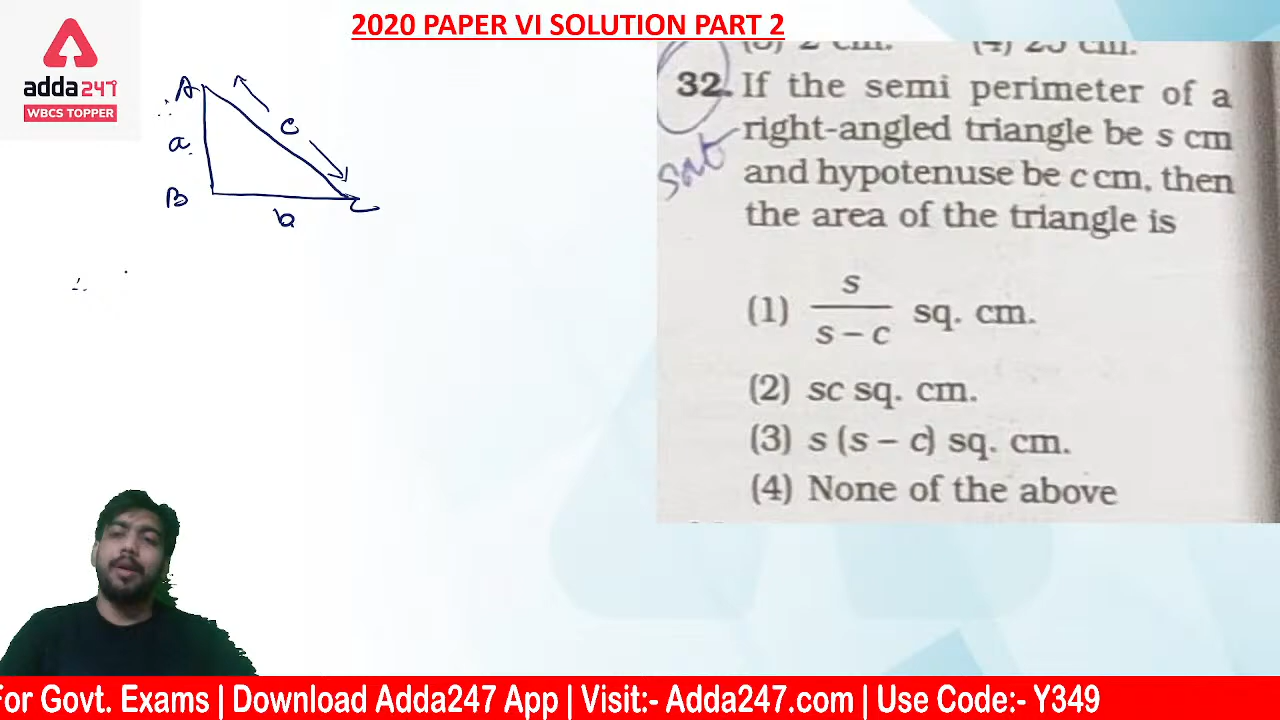 2020 PAPER VI SOLUTION PART 2
adda247
WBCS TOPPER
A
c
a
B
b
C
32. If the semi perimeter of a
right-angled triangle be s cm
and hypotenuse be c cm, then
the area of the triangle is
(1) s / s – c sq. cm.
(2) sc sq. cm.
(3) s (s – c) sq. cm.
(4) None of the above
For Govt. Exams | Download Adda247 App | Visit:- Adda247.com | Use Code:- Y349